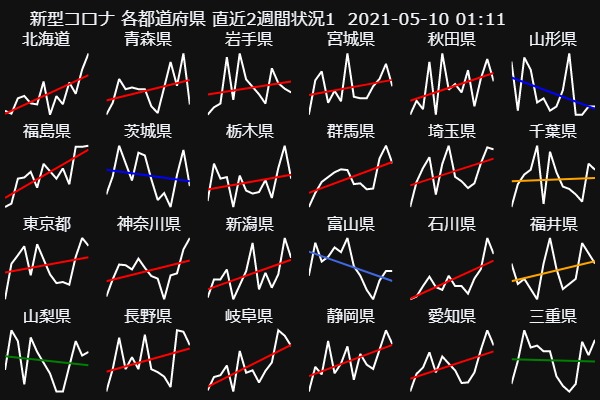 新型コロナ 各都道府県 直近2週間状況1 2021-05-10 01:11
北海道 青森県 岩手県 宮城県 秋田県 山形県
福島県 茨城県 栃木県 群馬県 埼玉県 千葉県
東京都 神奈川県 新潟県 富山県 石川県 福井県
山梨県 長野県 岐阜県 静岡県 愛知県 三重県